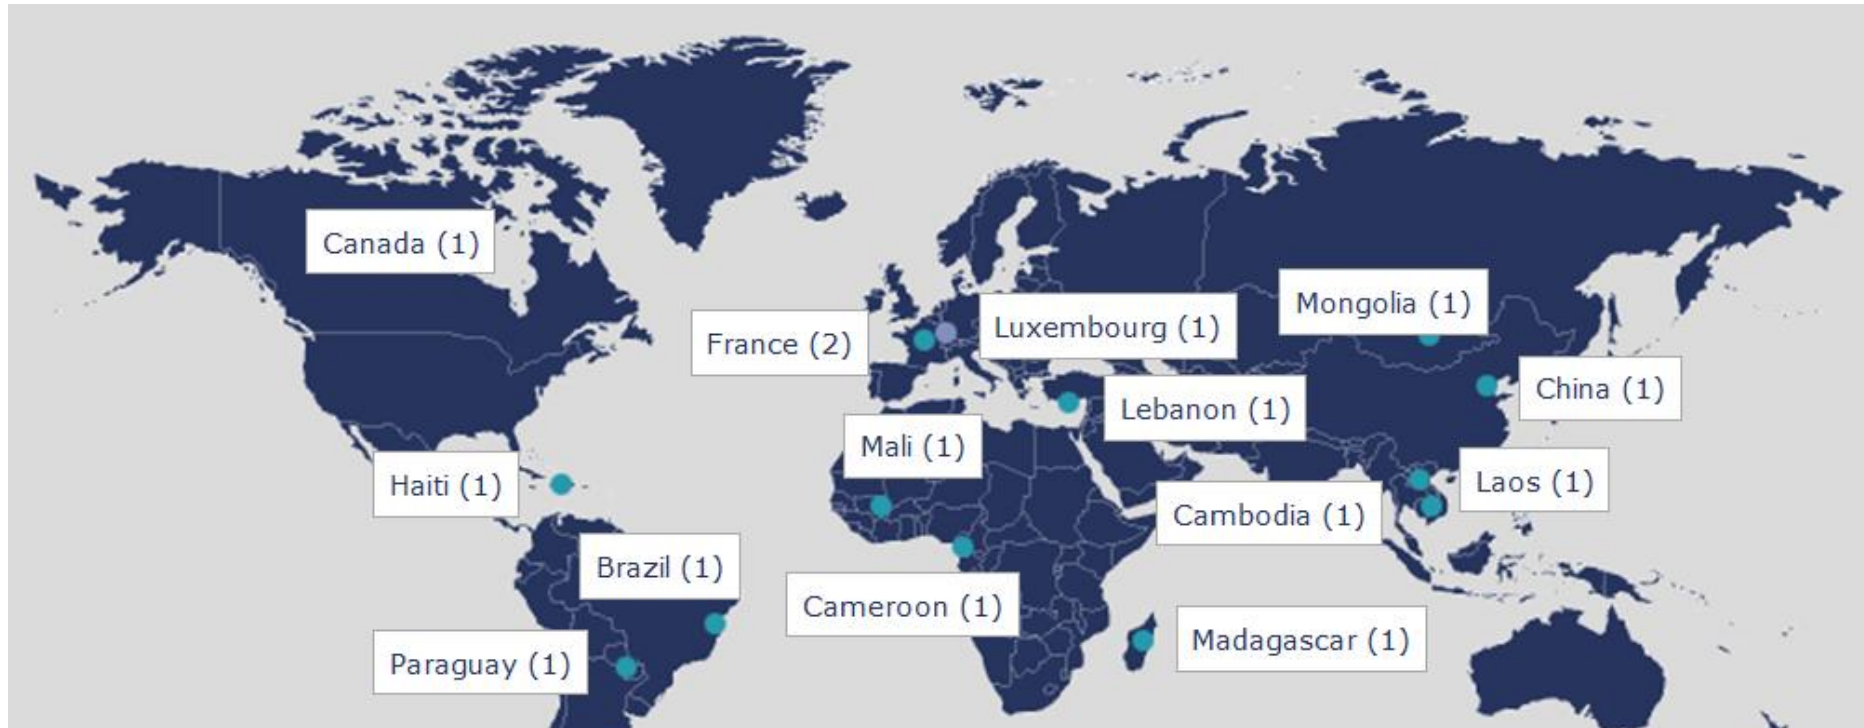 Canada (1)
Mongolia (1)
Luxembourg (1)
France (2)
China (1)
Lebanon (1)
Mali (1)
Haiti (1)
Laos (1)
Cambodia (1)
Brazil (1)
Cameroon (1)
Madagascar (1)
Paraguay (1)